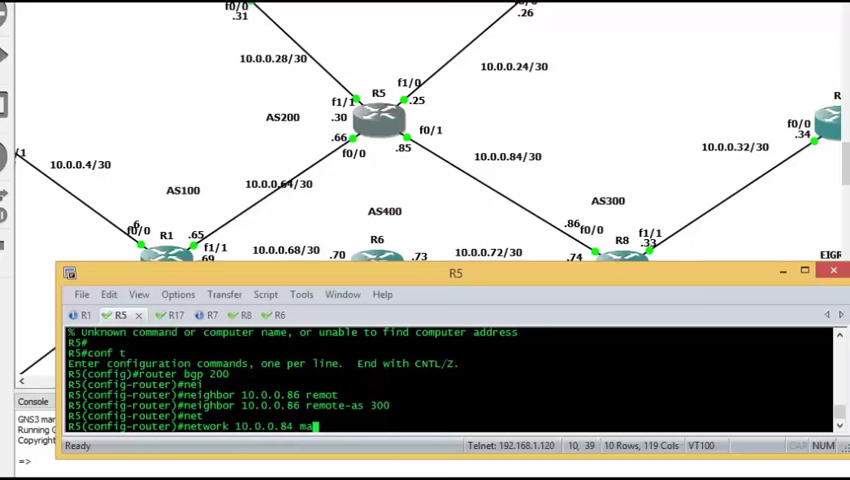 f0/0
.31
.26
10.0.0.28/30
10.0.0.24/30
R5
f1/0
f1/1
.25
.30
AS200
f0/1
.66
.85
f0/0
R
f0/0
.34
/1
10.0.0.4/30
10.0.0.64/30
10.0.0.84/30
10.0.0.32/30
AS100
AS300
AS400
.6
f0/0
R1
.65
f1/1
.69
10.0.0.68/30
R6
.70
.73
10.0.0.72/30
.86
f0/0
.74
R8
f1/1
.33
EIGR
R5
File Edit View Options Transfer Script Tools Window Help
R1 R5 R17 R7 R8 R6
% Unknown command or computer name, or unable to find computer address
R5#
R5#conf t
Enter configuration commands, one per line.  End with CNTL/Z.
R5(config)#router bgp 200
R5(config-router)#nei
R5(config-router)#neighbor 10.0.0.86 remot
R5(config-router)#neighbor 10.0.0.86 remote-as 300
R5(config-router)#net
R5(config-router)#network 10.0.0.84 ma
Ready
Telnet: 192.168.1.120
10, 39
10 Rows, 119 Cols
VT100
CAP
NUM
Console
GNS3 mar
Running G
Copyright
=>